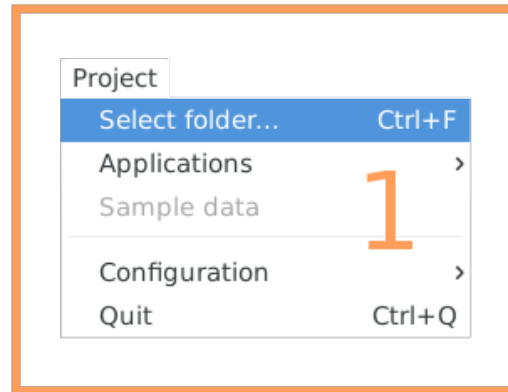 Project
Select folder... Ctrl+F
Applications ›
Sample data
1
Configuration ›
Quit Ctrl+Q